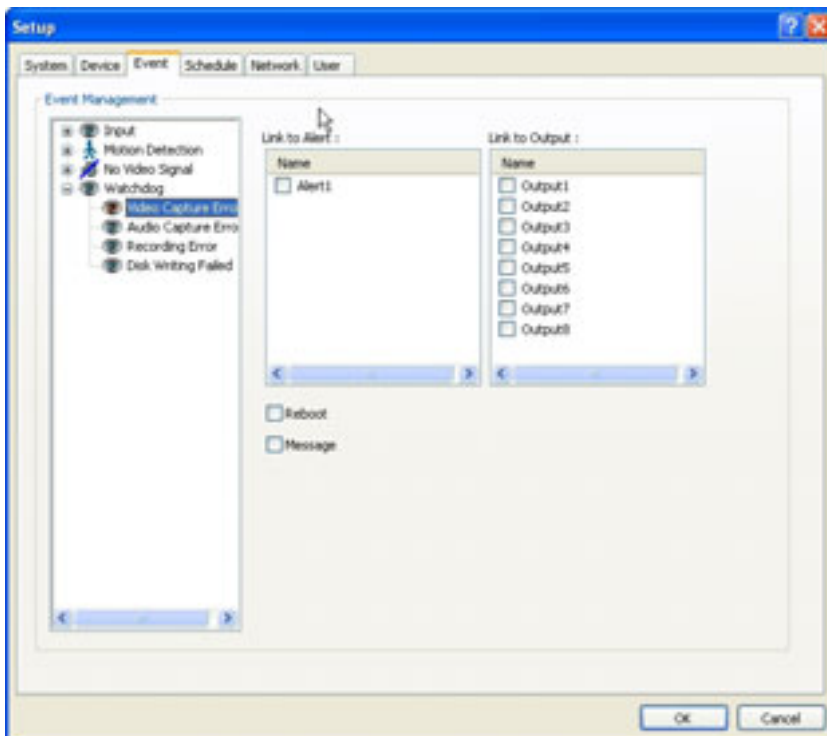 Setup
System Device Event Schedule Network User
Event Management
Input
Motion Detection
No Video Signal
Watchdog
Video Capture Erro
Audio Capture Erro
Recording Error
Disk Writing Failed
Link to Alert :
Name
Alert1
Link to Output :
Name
Output1
Output2
Output3
Output4
Output5
Output6
Output7
Output8
Reboot
Message
OK Cancel